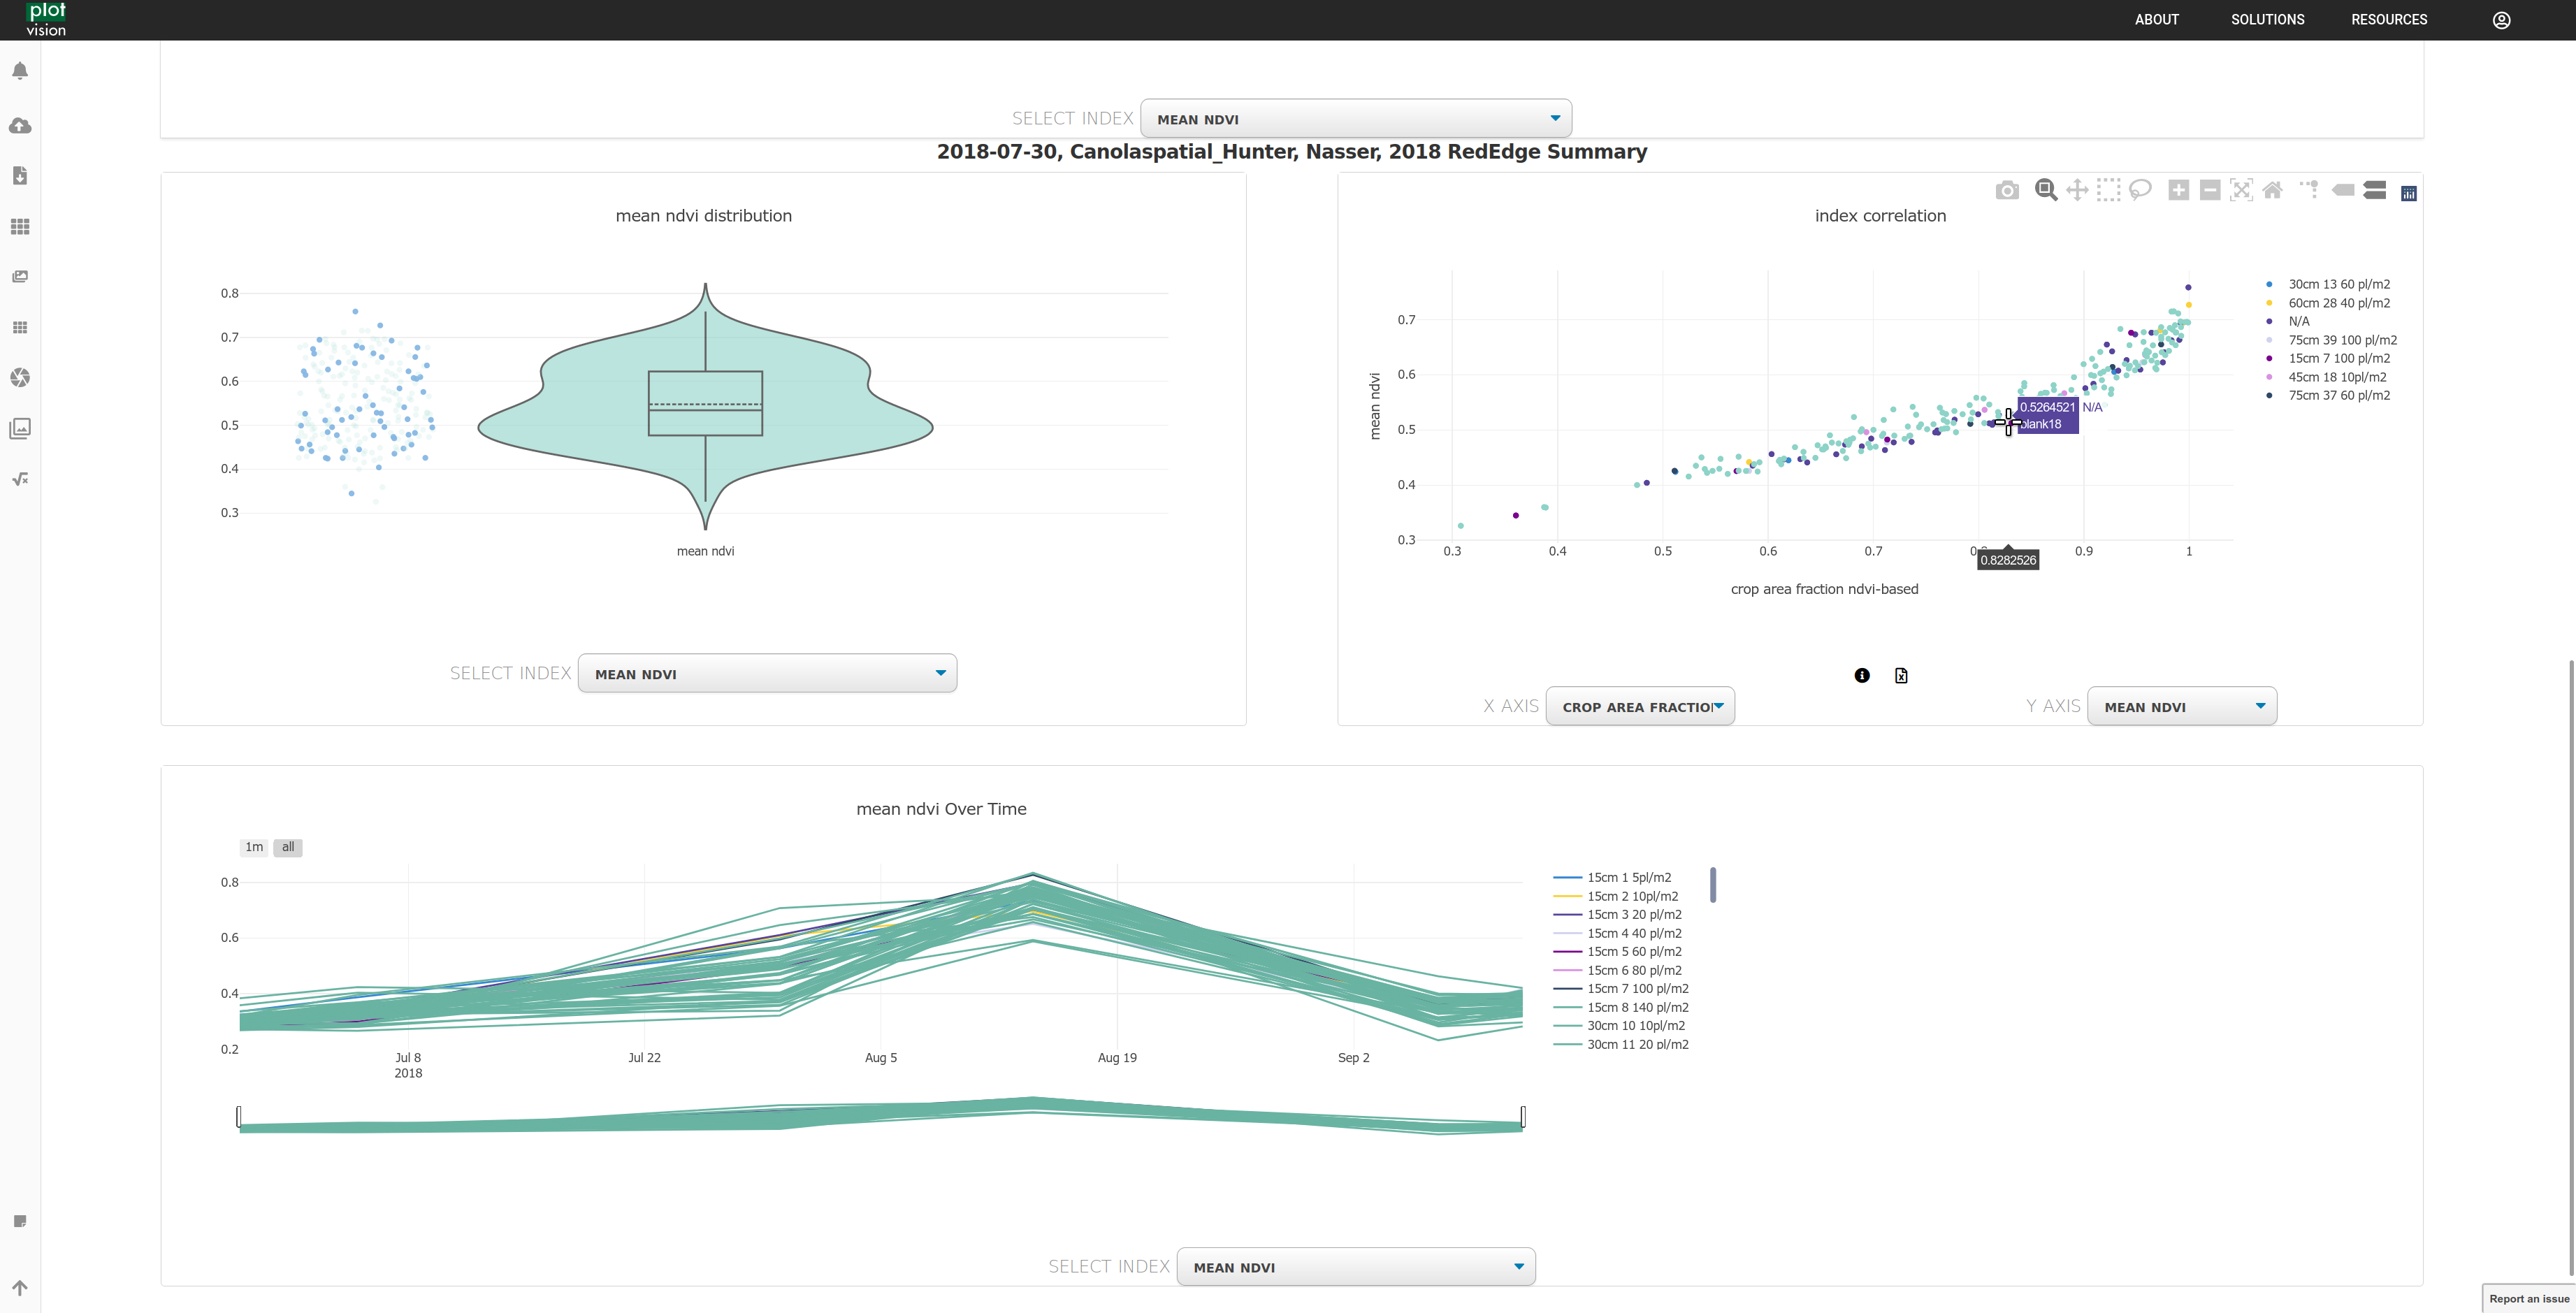 plot
vision
ABOUT SOLUTIONS RESOURCES
SELECT INDEX MEAN NDVI
2018-07-30, Canolaspatial_Hunter, Nasser, 2018 RedEdge Summary
mean ndvi distribution
0.8
0.7
0.6
0.5
0.4
0.3
mean ndvi
SELECT INDEX MEAN NDVI
index correlation
mean ndvi
0.7
0.6
0.5
0.4
0.3
0.3 0.4 0.5 0.6 0.7 0.9 1
0.5264521 N/A
blank18
0.8282526
crop area fraction ndvi-based
30cm 13 60 pl/m2
60cm 28 40 pl/m2
N/A
75cm 39 100 pl/m2
15cm 7 100 pl/m2
45cm 18 10pl/m2
75cm 37 60 pl/m2
X AXIS CROP AREA FRACTIO
Y AXIS MEAN NDVI
mean ndvi Over Time
1m all
0.8
0.6
0.4
0.2
Jul 8 Jul 22 Aug 5 Aug 19 Sep 2
2018
15cm 1 5pl/m2
15cm 2 10pl/m2
15cm 3 20 pl/m2
15cm 4 40 pl/m2
15cm 5 60 pl/m2
15cm 6 80 pl/m2
15cm 7 100 pl/m2
15cm 8 140 pl/m2
30cm 10 10pl/m2
30cm 11 20 pl/m2
SELECT INDEX MEAN NDVI
Report an issue